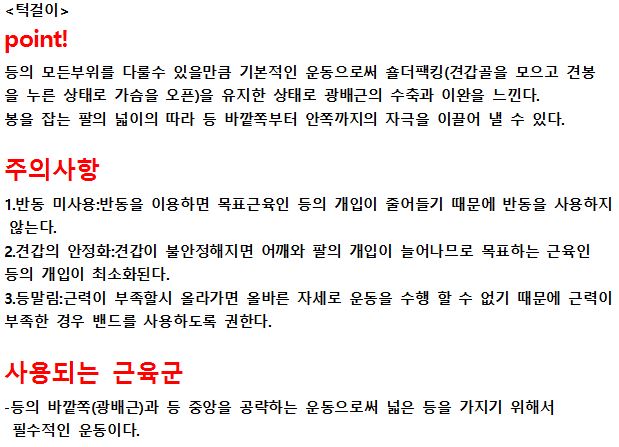 <턱걸이>
point!
등의 모든부위를 다룰수 있을만큼 기본적인 운동으로써 숄더팩킹(견갑골을 모으고 견봉
을 누른 상태로 가슴을 오픈)을 유지한 상태로 광배근의 수축과 이완을 느낀다.
봉을 잡는 팔의 넓이의 따라 등 바깥쪽부터 안쪽까지의 자극을 이끌어 낼 수 있다.
주의사항
1.반동 미사용:반동을 이용하면 목표근육인 등의 개입이 줄어들기 때문에 반동을 사용하지
않는다.
2.견갑의 안정화:견갑이 불안정해지면 어깨와 팔의 개입이 늘어나므로 목표하는 근육인
등의 개입이 최소화된다.
3.등말림:근력이 부족할시 올라가면 올바른 자세로 운동을 수행 할 수 없기 때문에 근력이
부족한 경우 밴드를 사용하도록 권한다.
사용되는 근육군
-등의 바깥쪽(광배근)과 등 중앙을 공략하는 운동으로써 넓은 등을 가지기 위해서
필수적인 운동이다.